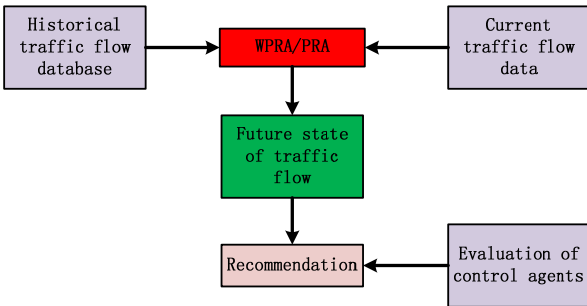 Historical
traffic flow
database
WPRA/PRA
Current
traffic flow
data
Future state
of traffic
flow
Recommendation
Evaluation of
control agents